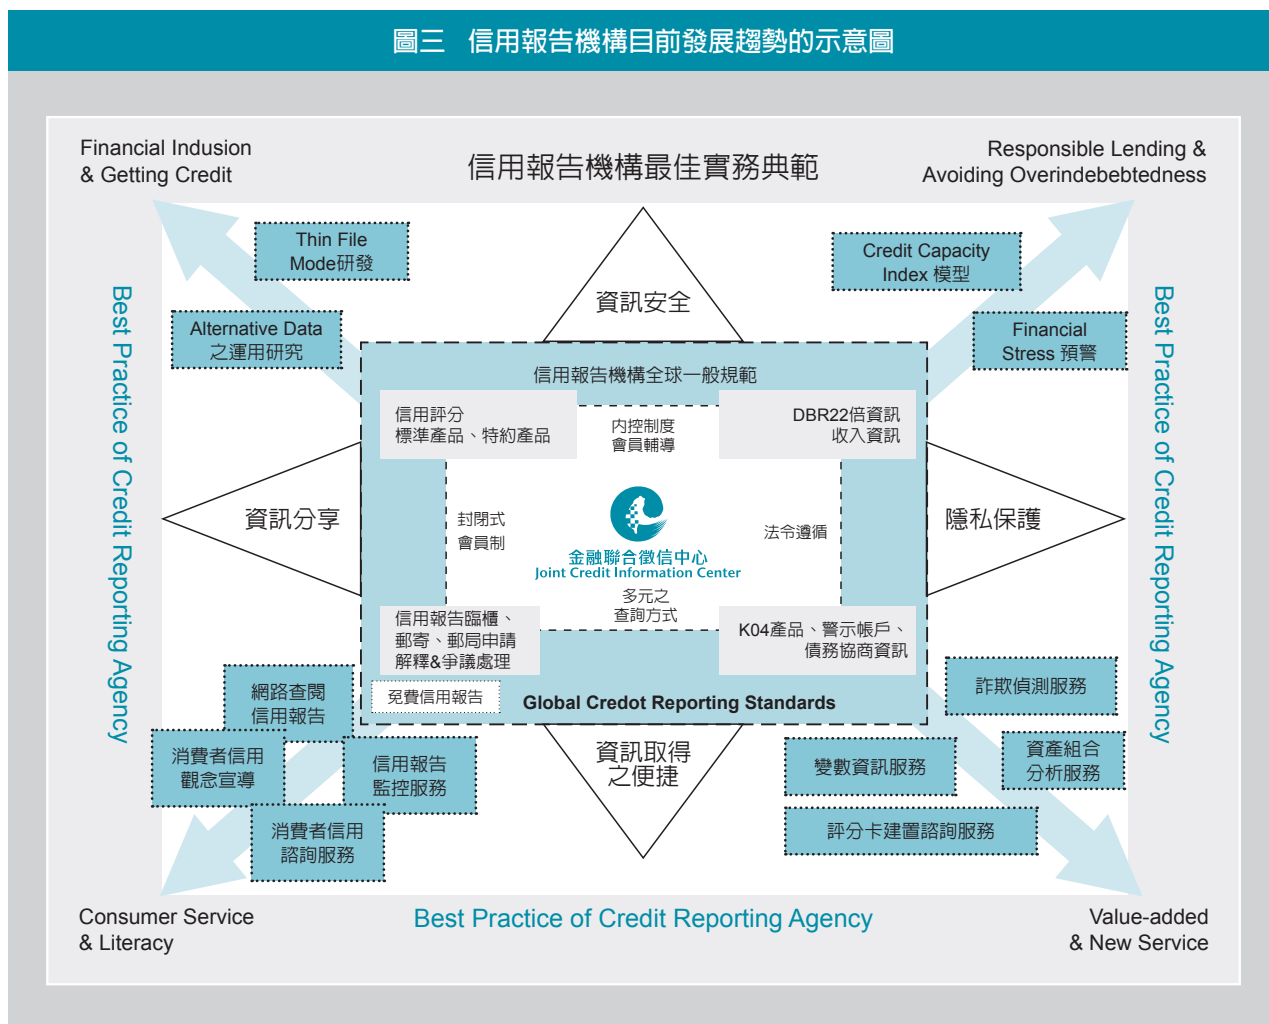 圖三 信用報告機構目前發展趨勢的示意圖
Financial Indusion
& Getting Credit
信用報告機構最佳實務典範
Responsible Lending &
Avoiding Overindebebtedness
Thin File
Mode研發
Alternative Data
之運用研究
Credit Capacity
Index 模型
Financial
Stress 預警
Best Practice of Credit Reporting Agency
Best Practice of Credit Reporting Agency
資訊安全
信用報告機構全球一般規範
信用評分
標準產品、特約產品
內控制度
會員輔導
DBR22倍資訊
收入資訊
資訊分享
封閉式
會員制
金融聯合徵信中心
Joint Credit Information Center
法令遵循
隱私保護
多元之
查詢方式
信用報告臨櫃、
郵寄、郵局申請
解釋&爭議處理
K04產品、警示帳戶、
債務協商資訊
免費信用報告
Global Credot Reporting Standards
資訊取得
之便捷
網路查閱
信用報告
消費者信用
觀念宣導
信用報告
監控服務
消費者信用
諮詢服務
詐欺偵測服務
變數資訊服務
資產組合
分析服務
評分卡建置諮詢服務
Consumer Service
& Literacy
Best Practice of Credit Reporting Agency
Value-added
& New Service